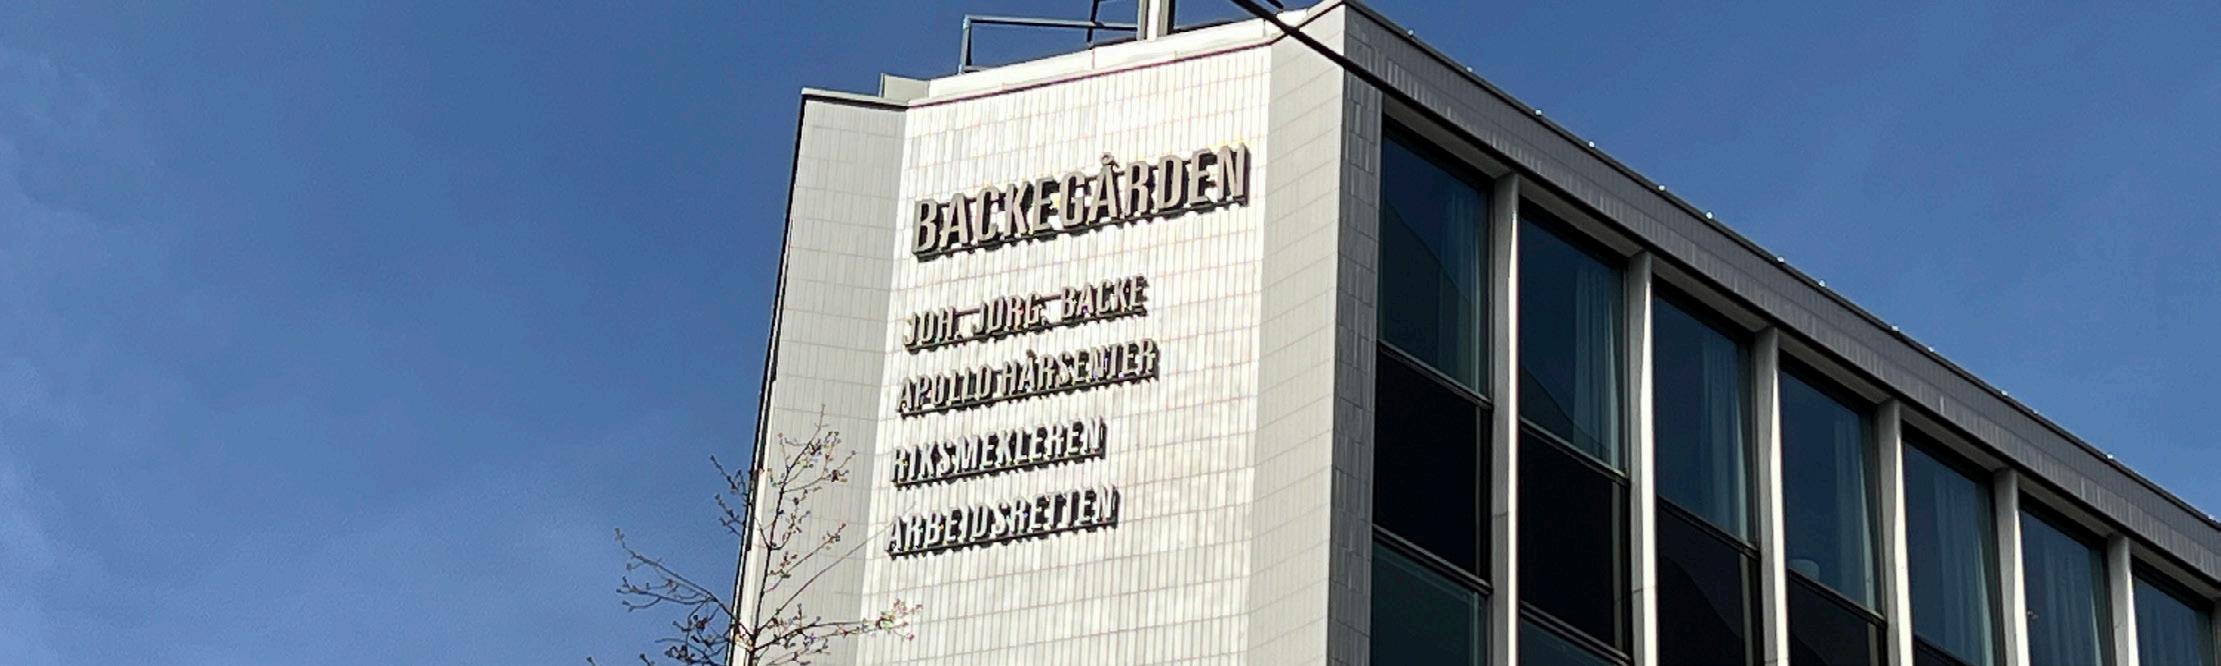 BACKEGÅRDEN
JOH. JØRG. BACKE
APOLLO HÅRSENTER
RIKSMEKLEREN
ARBEIDSRETTEN